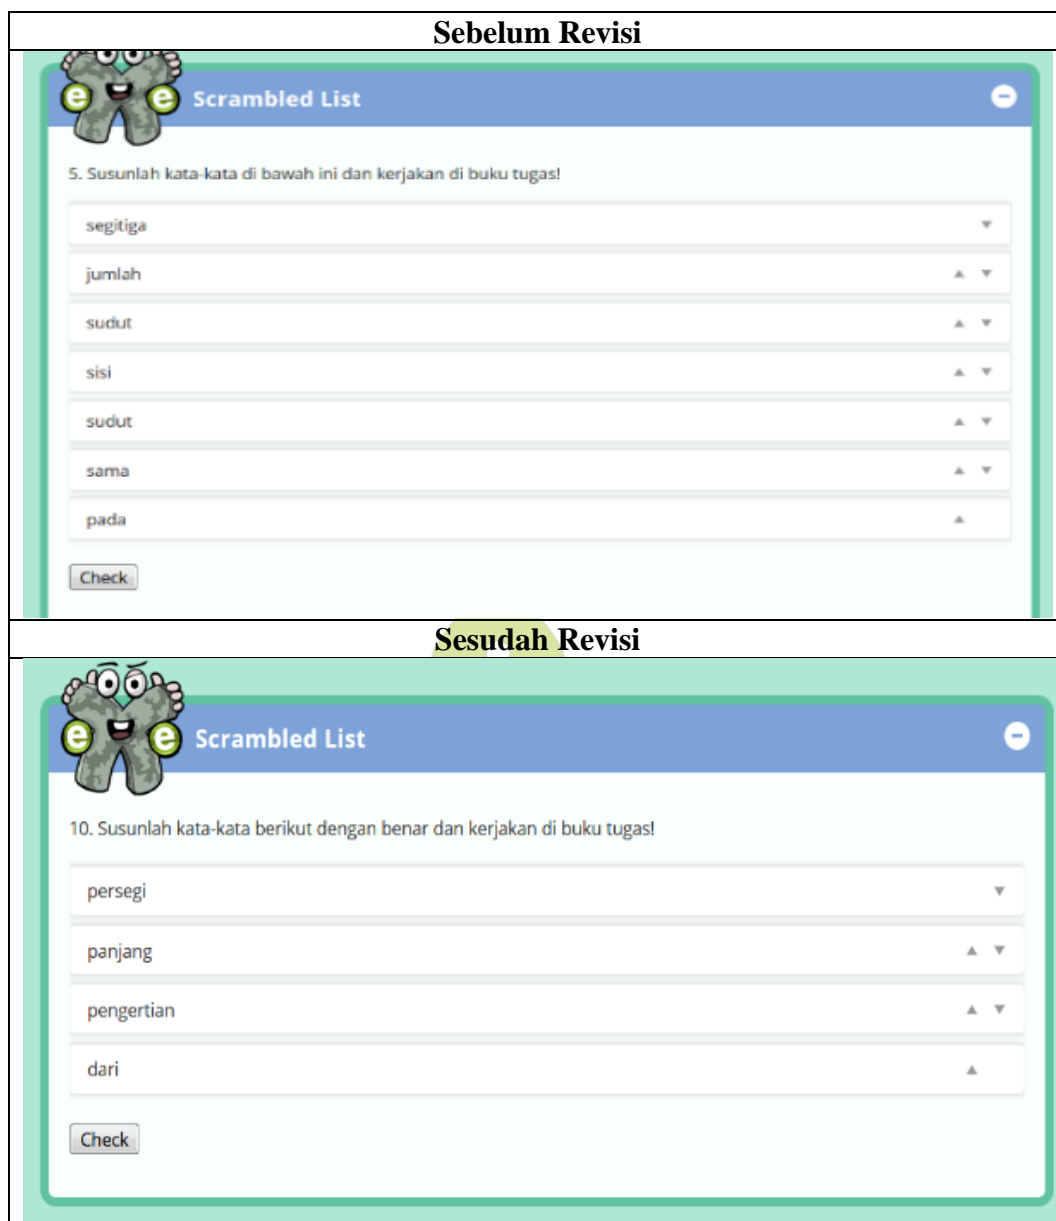 Sebelum Revisi
e e Scrambled List
5. Susunlah kata-kata di bawah ini dan kerjakan di buku tugas!
segitiga
jumlah
sudut
sisi
sudut
sama
pada
Check
Sesudah Revisi
e e Scrambled List
10. Susunlah kata-kata berikut dengan benar dan kerjakan di buku tugas!
persegi
panjang
pengertian
dari
Check